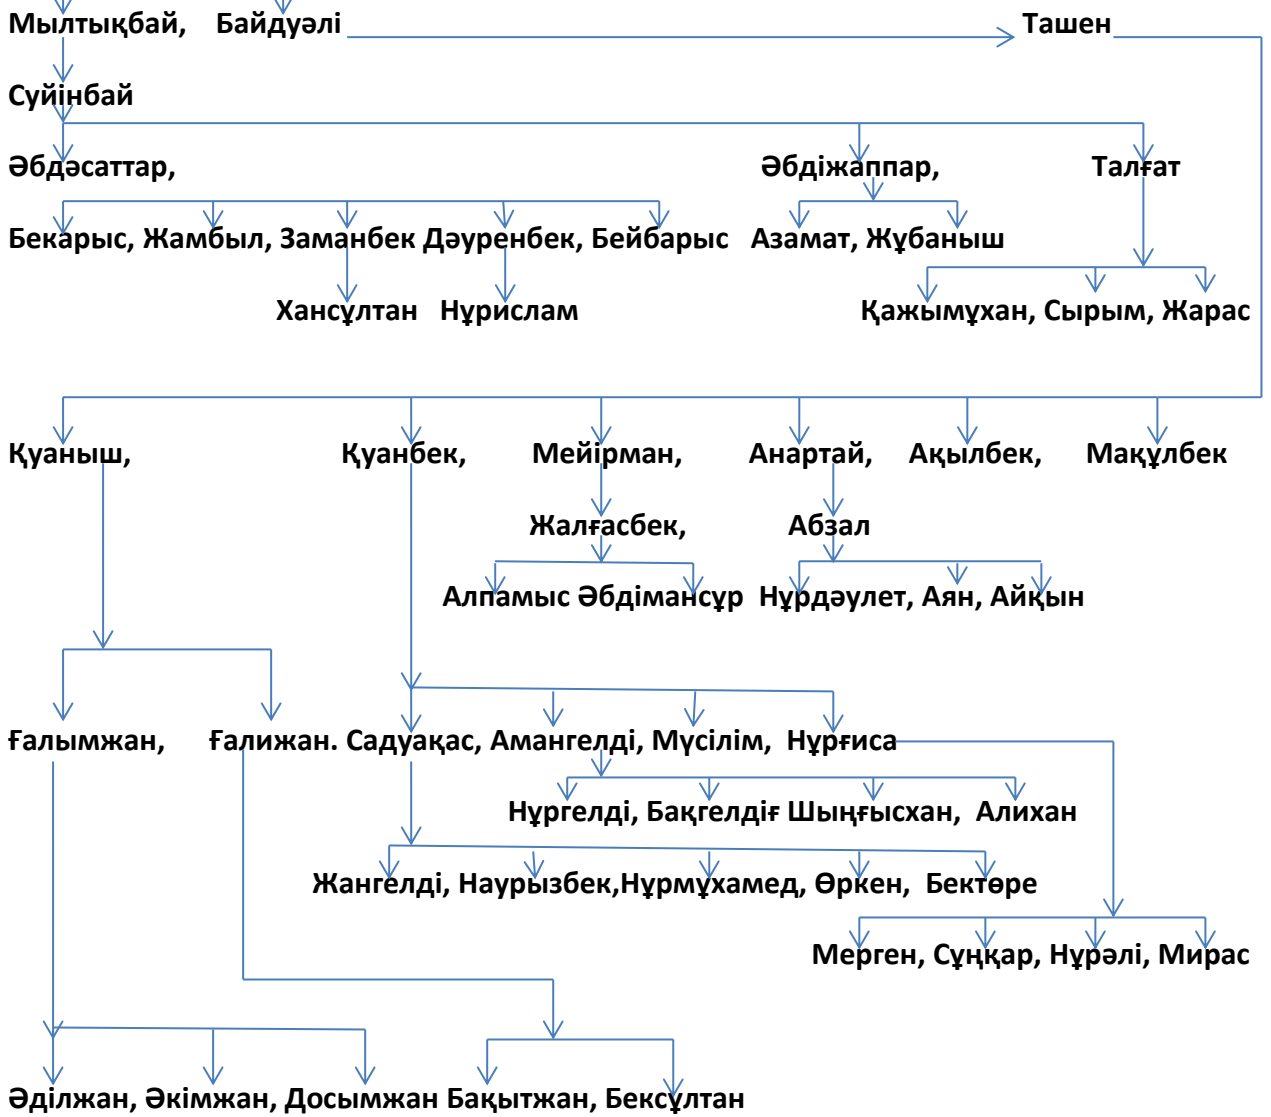 Мылтықбай, Байдуәлі Ташен
Суйінбай
Әбдәсаттар, Әбдіжаппар, Талғат
Бекарыс, Жамбыл, Заманбек Дәуренбек, Бейбарыс Азамат, Жұбаныш
Хансұлтан Нұрислам Қажымұхан, Сырым, Жарас
Қуаныш, Қуанбек, Мейірман, Анартай, Ақылбек, Мақұлбек
Жалғасбек, Абзал
Алпамыс Әбдімансұр Нұрдәулет, Аян, Айқын
Ғалымжан, Ғалижан. Садуақас, Амангелді, Мүсілім, Нұрғиса
Нұргелді, Бақгелдіғ Шыңғысхан, Алихан
Жангелді, Наурызбек,Нұрмұхамед, Өркен, Бектөре
Мерген, Сұңқар, Нұрәлі, Мирас
Әділжан, Әкімжан, Досымжан Бақытжан, Бексұлтан